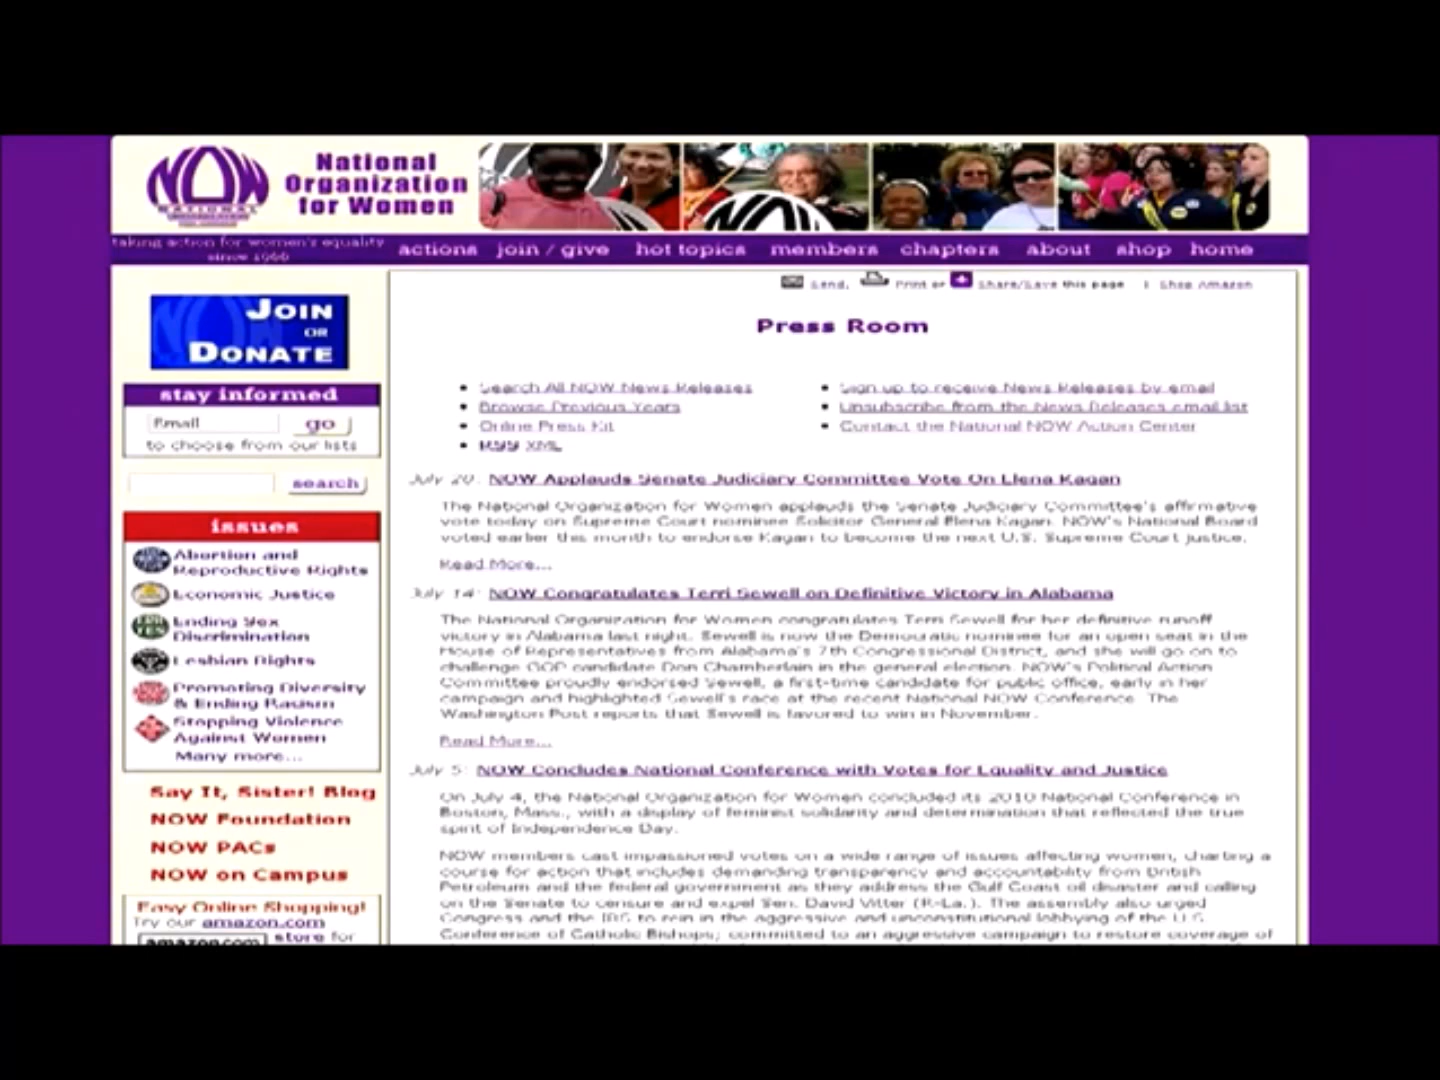 NOW
NATIONAL
National
Organization
for Women
taking action for women's equality
since 1966
actions join / give hot topics members chapters about shop home
Send, Print or Share/Save this page | Shop Amazon
JOIN
OR
DONATE
stay informed
Email go
to choose from our lists
search
issues
Abortion and
Reproductive Rights
Economic Justice
Ending Sex
Discrimination
Lesbian Rights
Promoting Diversity
& Ending Racism
Stopping Violence
Against Women
Many more...
Say It, Sister! Blog
NOW Foundation
NOW PACs
NOW on Campus
Easy Online Shopping!
Try our amazon.com
amazon.com store for
Press Room
Search All NOW News Releases
Browse Previous Years
Online Press Kit
RSS XML
Sign up to receive News Releases by email
Unsubscribe from the News Releases email list
Contact the National NOW Action Center
July 20: NOW Applauds Senate Judiciary Committee Vote On Elena Kagan
The National Organization for Women applauds the Senate Judiciary Committee's affirmative
vote today on Supreme Court nominee Solicitor General Elena Kagan. NOW's National Board
voted earlier this month to endorse Kagan to become the next U.S. Supreme Court justice.
Read More...
July 14: NOW Congratulates Terri Sewell on Definitive Victory in Alabama
The National Organization for Women congratulates Terri Sewell for her definitive runoff
victory in Alabama last night. Sewell is now the Democratic nominee for an open seat in the
House of Representatives from Alabama's 7th Congressional District, and she will go on to
challenge GOP candidate Don Chamberlain in the general election. NOW's Political Action
Committee proudly endorsed Sewell, a first-time candidate for public office, early in her
campaign and highlighted Sewell's race at the recent National NOW Conference. The
Washington Post reports that Sewell is favored to win in November.
Read More...
July 5: NOW Concludes National Conference with Votes for Equality and Justice
On July 4, the National Organization for Women concluded its 2010 National Conference in
Boston, Mass., with a display of feminist solidarity and determination that reflected the true
spirit of Independence Day.
NOW members cast impassioned votes on a wide range of issues affecting women, charting a
course for action that includes demanding transparency and accountability from British
Petroleum and the federal government as they address the Gulf Coast oil disaster and calling
on the Senate to censure and expel Sen. David Vitter (R-La.). The assembly also urged
Congress and the IRS to rein in the aggressive and unconstitutional lobbying of the U.S.
Conference of Catholic Bishops; committed to an aggressive campaign to restore coverage of